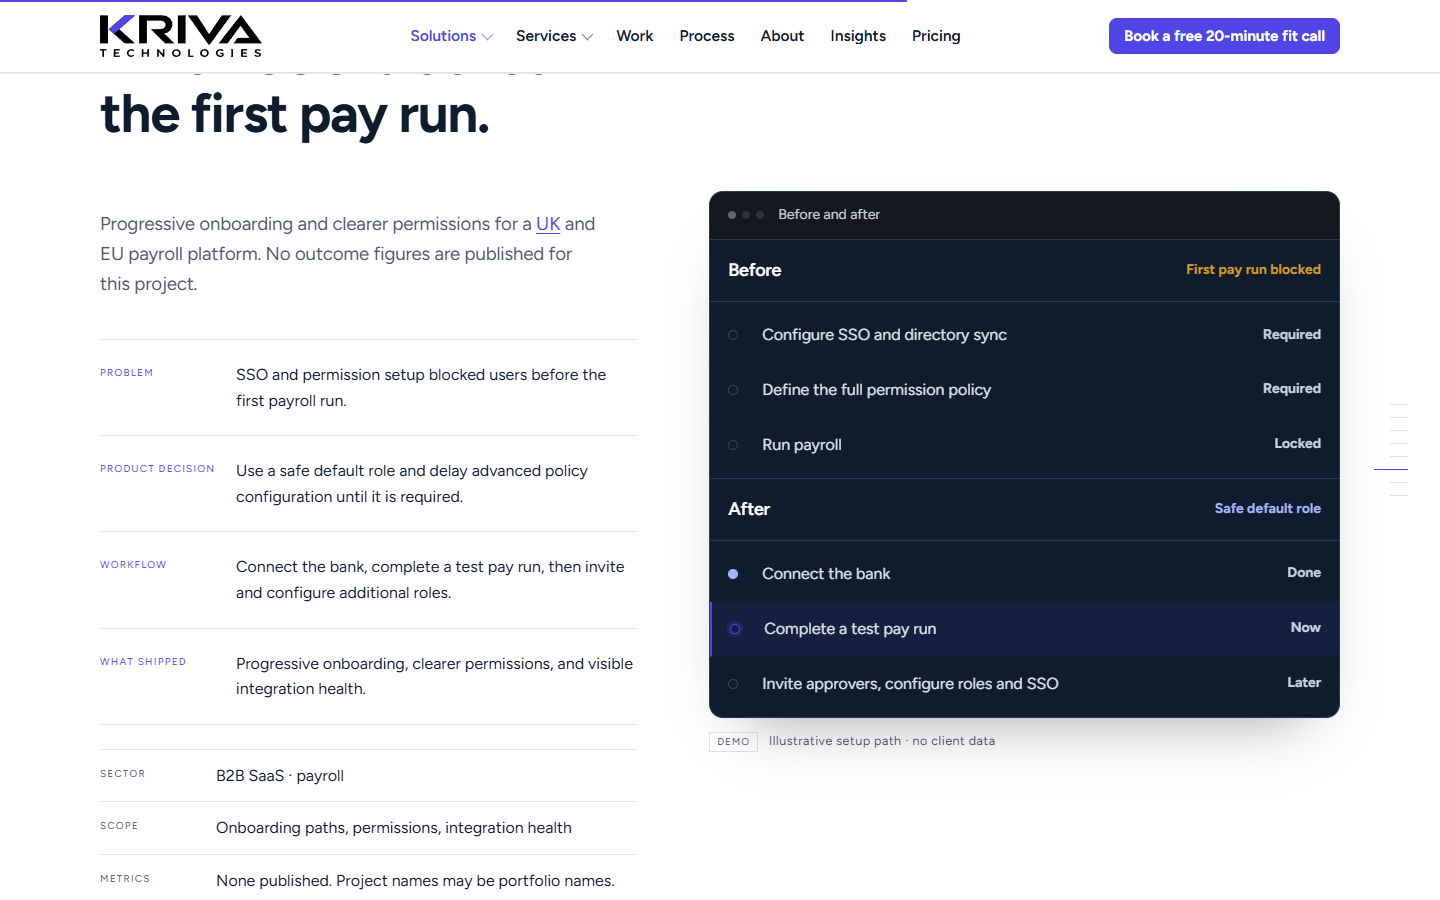 KRIVA
TECHNOLOGIES
Solutions
Services
Work
Process
About
Insights
Pricing
Book a free 20-minute fit call
the first pay run.
Progressive onboarding and clearer permissions for a UK and
EU payroll platform. No outcome figures are published for
this project.
PROBLEM
SSO and permission setup blocked users before the
first payroll run.
PRODUCT DECISION
Use a safe default role and delay advanced policy
configuration until it is required.
WORKFLOW
Connect the bank, complete a test pay run, then invite
and configure additional roles.
WHAT SHIPPED
Progressive onboarding, clearer permissions, and visible
integration health.
SECTOR
B2B SaaS · payroll
SCOPE
Onboarding paths, permissions, integration health
METRICS
None published. Project names may be portfolio names.
Before and after
Before
First pay run blocked
Configure SSO and directory sync
Required
Define the full permission policy
Required
Run payroll
Locked
After
Safe default role
Connect the bank
Done
Complete a test pay run
Now
Invite approvers, configure roles and SSO
Later
DEMO
Illustrative setup path · no client data